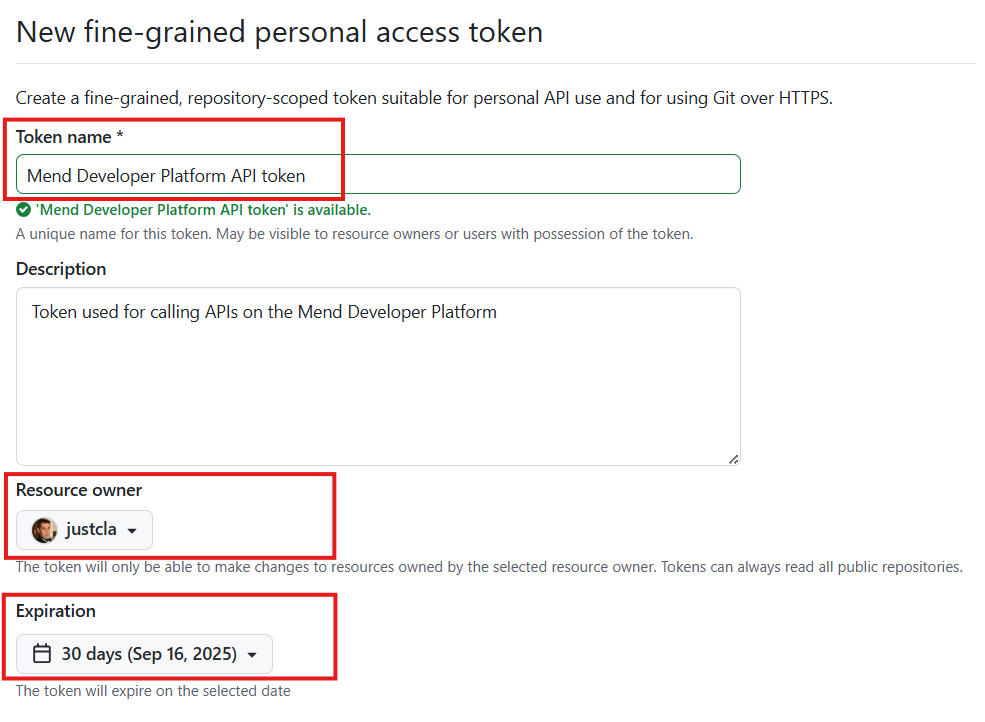 New fine-grained personal access token
Create a fine-grained, repository-scoped token suitable for personal API use and for using Git over HTTPS.
Token name *
Mend Developer Platform API token
'Mend Developer Platform API token' is available.
A unique name for this token. May be visible to resource owners or users with possession of the token.
Description
Token used for calling APIs on the Mend Developer Platform
Resource owner
justcla
The token will only be able to make changes to resources owned by the selected resource owner. Tokens can always read all public repositories.
Expiration
30 days (Sep 16, 2025)
The token will expire on the selected date